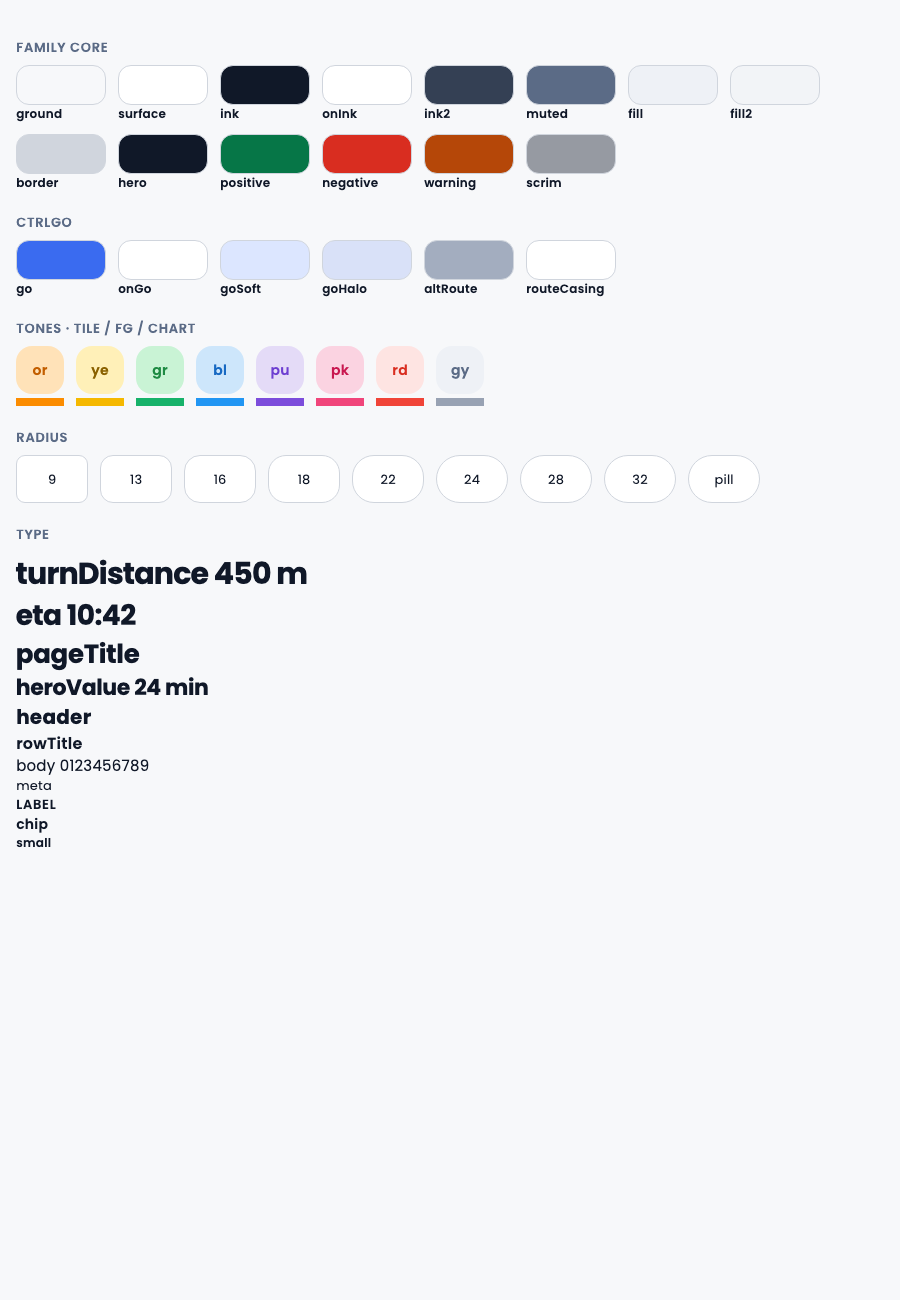 FAMILY CORE
ground surface ink onInk ink2 muted fill fill2
border hero positive negative warning scrim
CTRLGO
go onGo goSoft goHalo altRoute routeCasing
TONES · TILE / FG / CHART
or ye gr bl pu pk rd gy
RADIUS
9 13 16 18 22 24 28 32 pill
TYPE
turnDistance 450 m
eta 10:42
pageTitle
heroValue 24 min
header
rowTitle
body 0123456789
meta
LABEL
chip
small